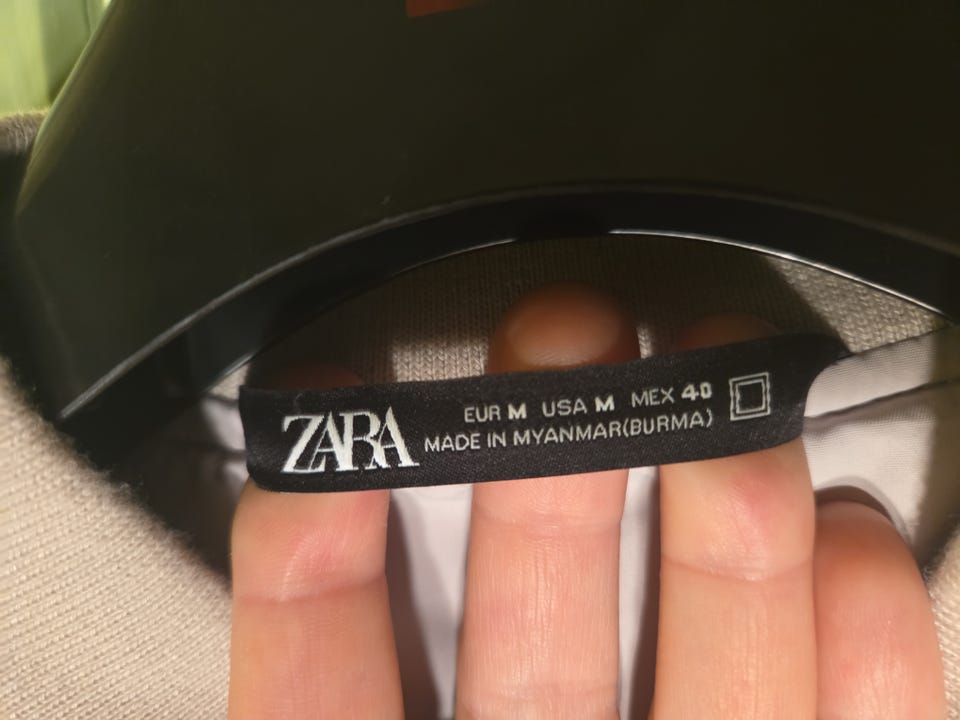 ZARA
EUR M USA M MEX 40
MADE IN MYANMAR(BURMA)